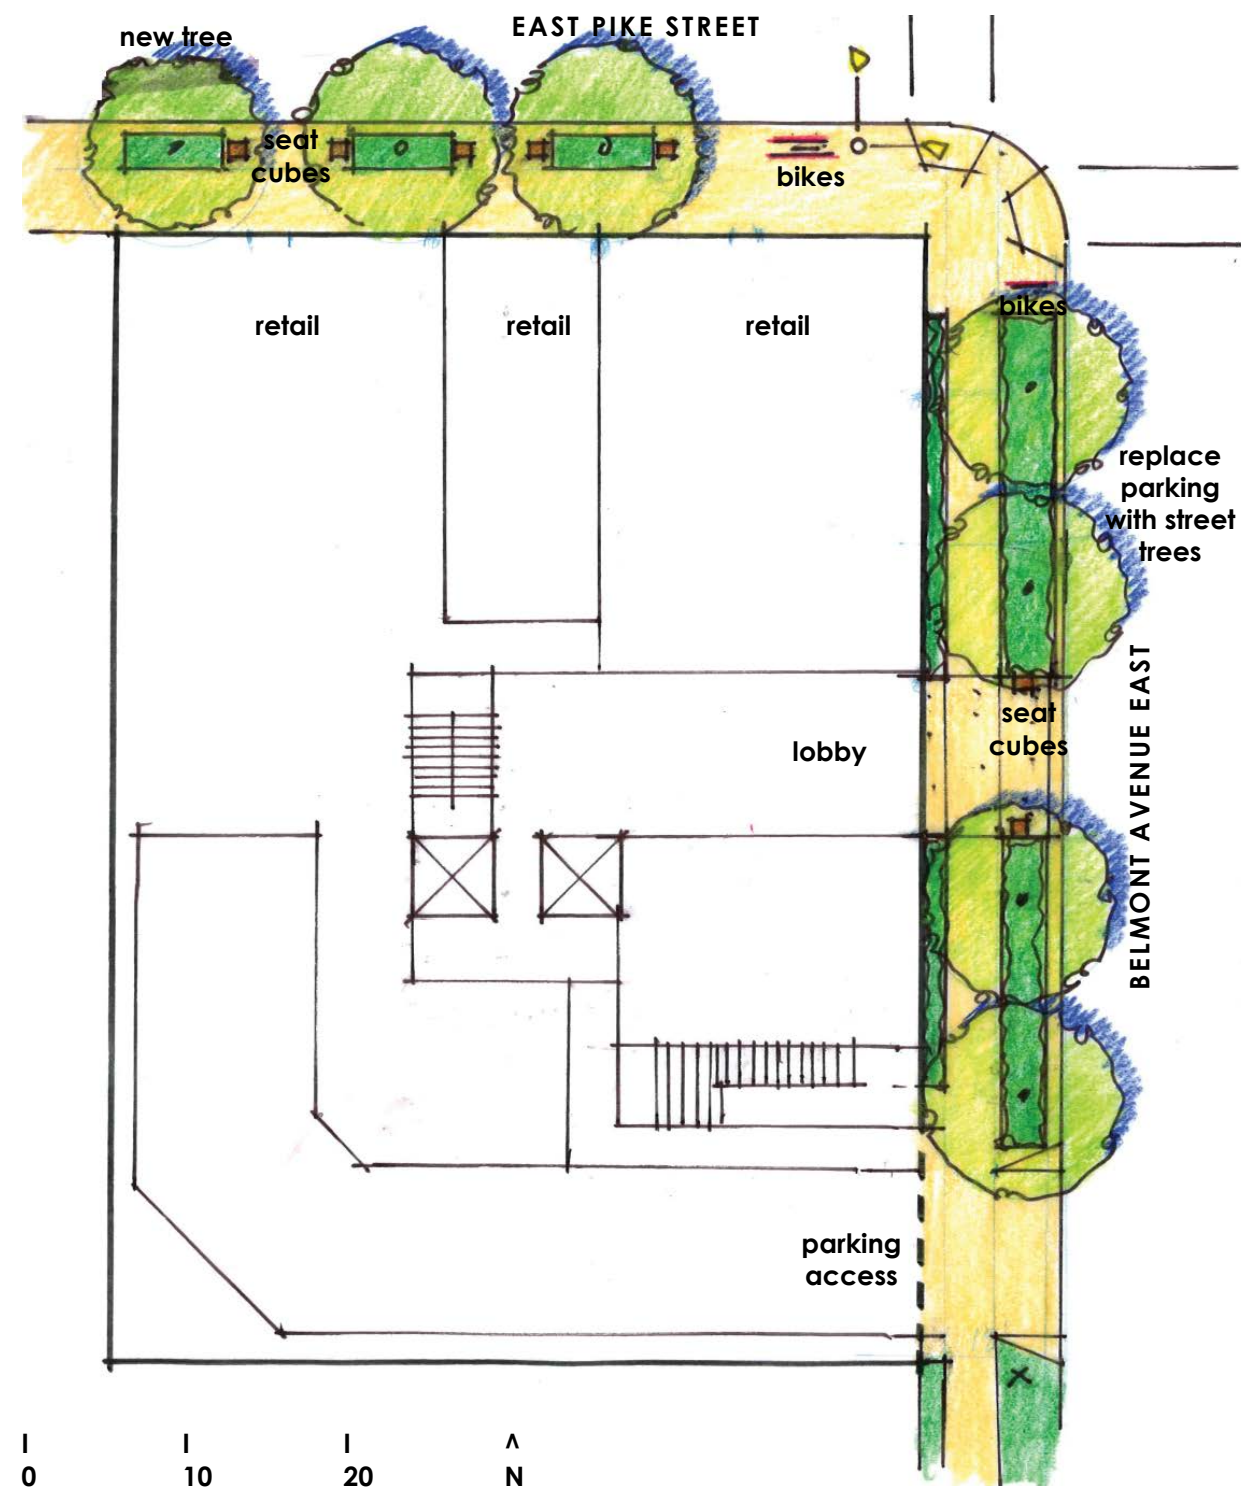 EAST PIKE STREET
new tree
seat
cubes
bikes
bikes
retail
retail
retail
replace
parking
with street
trees
seat
cubes
lobby
BELMONT AVENUE EAST
parking
access
0
10
20
^
N